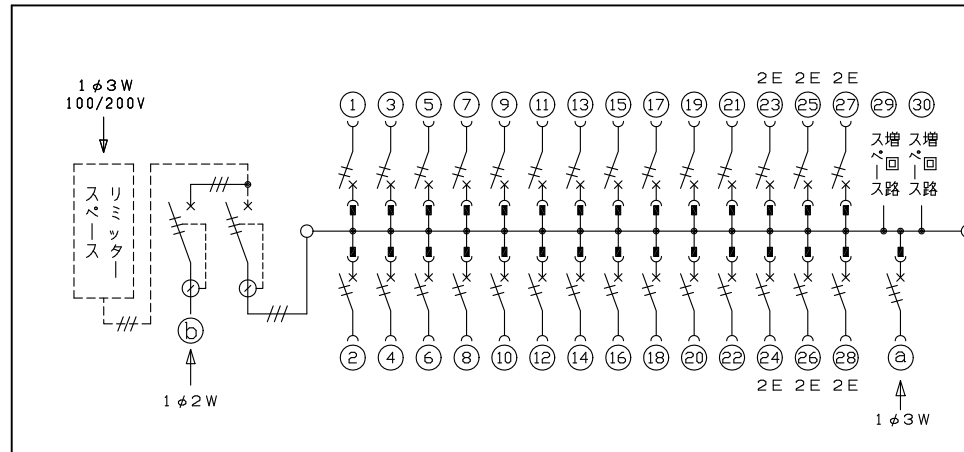 1φ3W
100/200V
リミッター
スペース
b
1φ2W
2E 2E 2E
1 3 5 7 9 11 13 15 17 19 21 23 25 27 29 30
増回路
スペース
増回路
スペース
2 4 6 8 10 12 14 16 18 20 22 24 26 28 a
2E 2E 2E
1φ3W